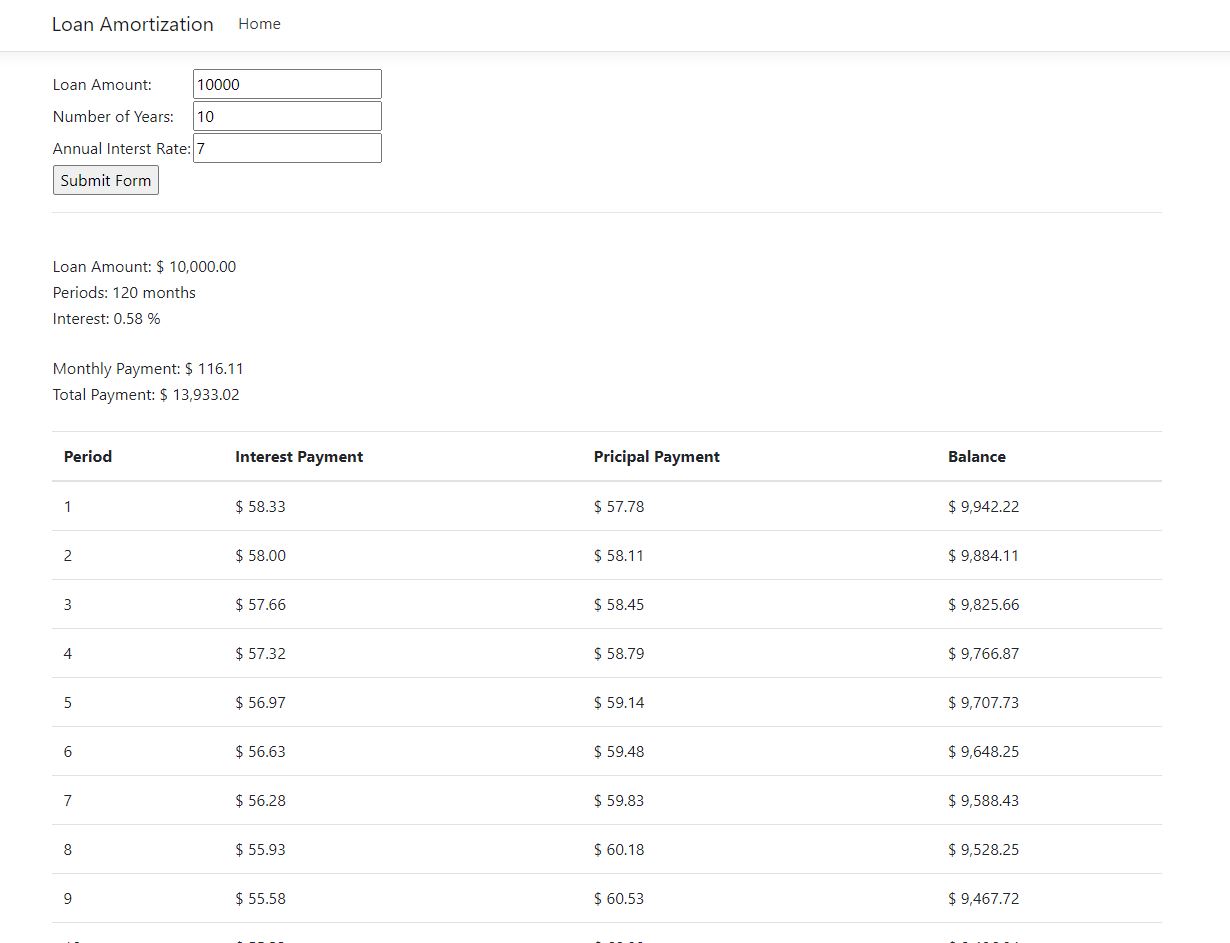 Loan Amortization Home
Loan Amount: 10000
Number of Years: 10
Annual Interst Rate: 7
Submit Form
Loan Amount: $ 10,000.00
Periods: 120 months
Interest: 0.58 %
Monthly Payment: $ 116.11
Total Payment: $ 13,933.02
Period Interest Payment Pricipal Payment Balance
1 $ 58.33 $ 57.78 $ 9,942.22
2 $ 58.00 $ 58.11 $ 9,884.11
3 $ 57.66 $ 58.45 $ 9,825.66
4 $ 57.32 $ 58.79 $ 9,766.87
5 $ 56.97 $ 59.14 $ 9,707.73
6 $ 56.63 $ 59.48 $ 9,648.25
7 $ 56.28 $ 59.83 $ 9,588.43
8 $ 55.93 $ 60.18 $ 9,528.25
9 $ 55.58 $ 60.53 $ 9,467.72